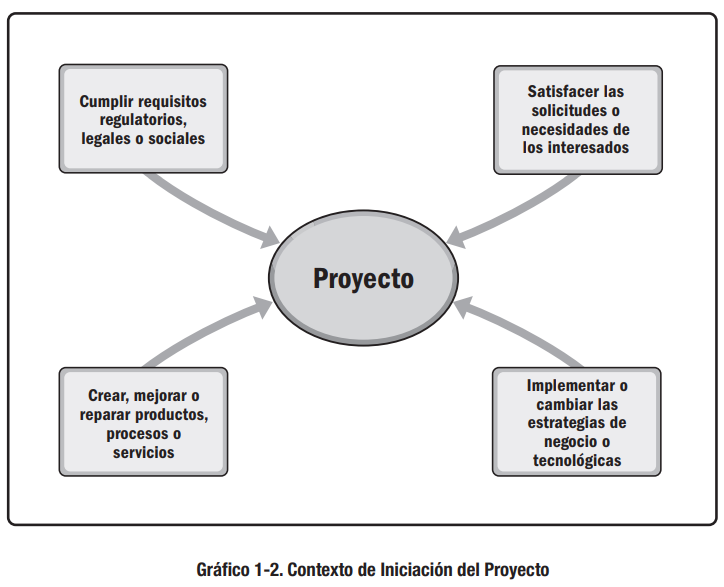 Cumplir requisitos
regulatorios,
legales o sociales
Satisfacer las
solicitudes o
necesidades de
los interesados
Proyecto
Crear, mejorar o
reparar productos,
procesos o
servicios
Implementar o
cambiar las
estrategias de
negocio o
tecnológicas
Gráfico 1-2. Contexto de Iniciación del Proyecto